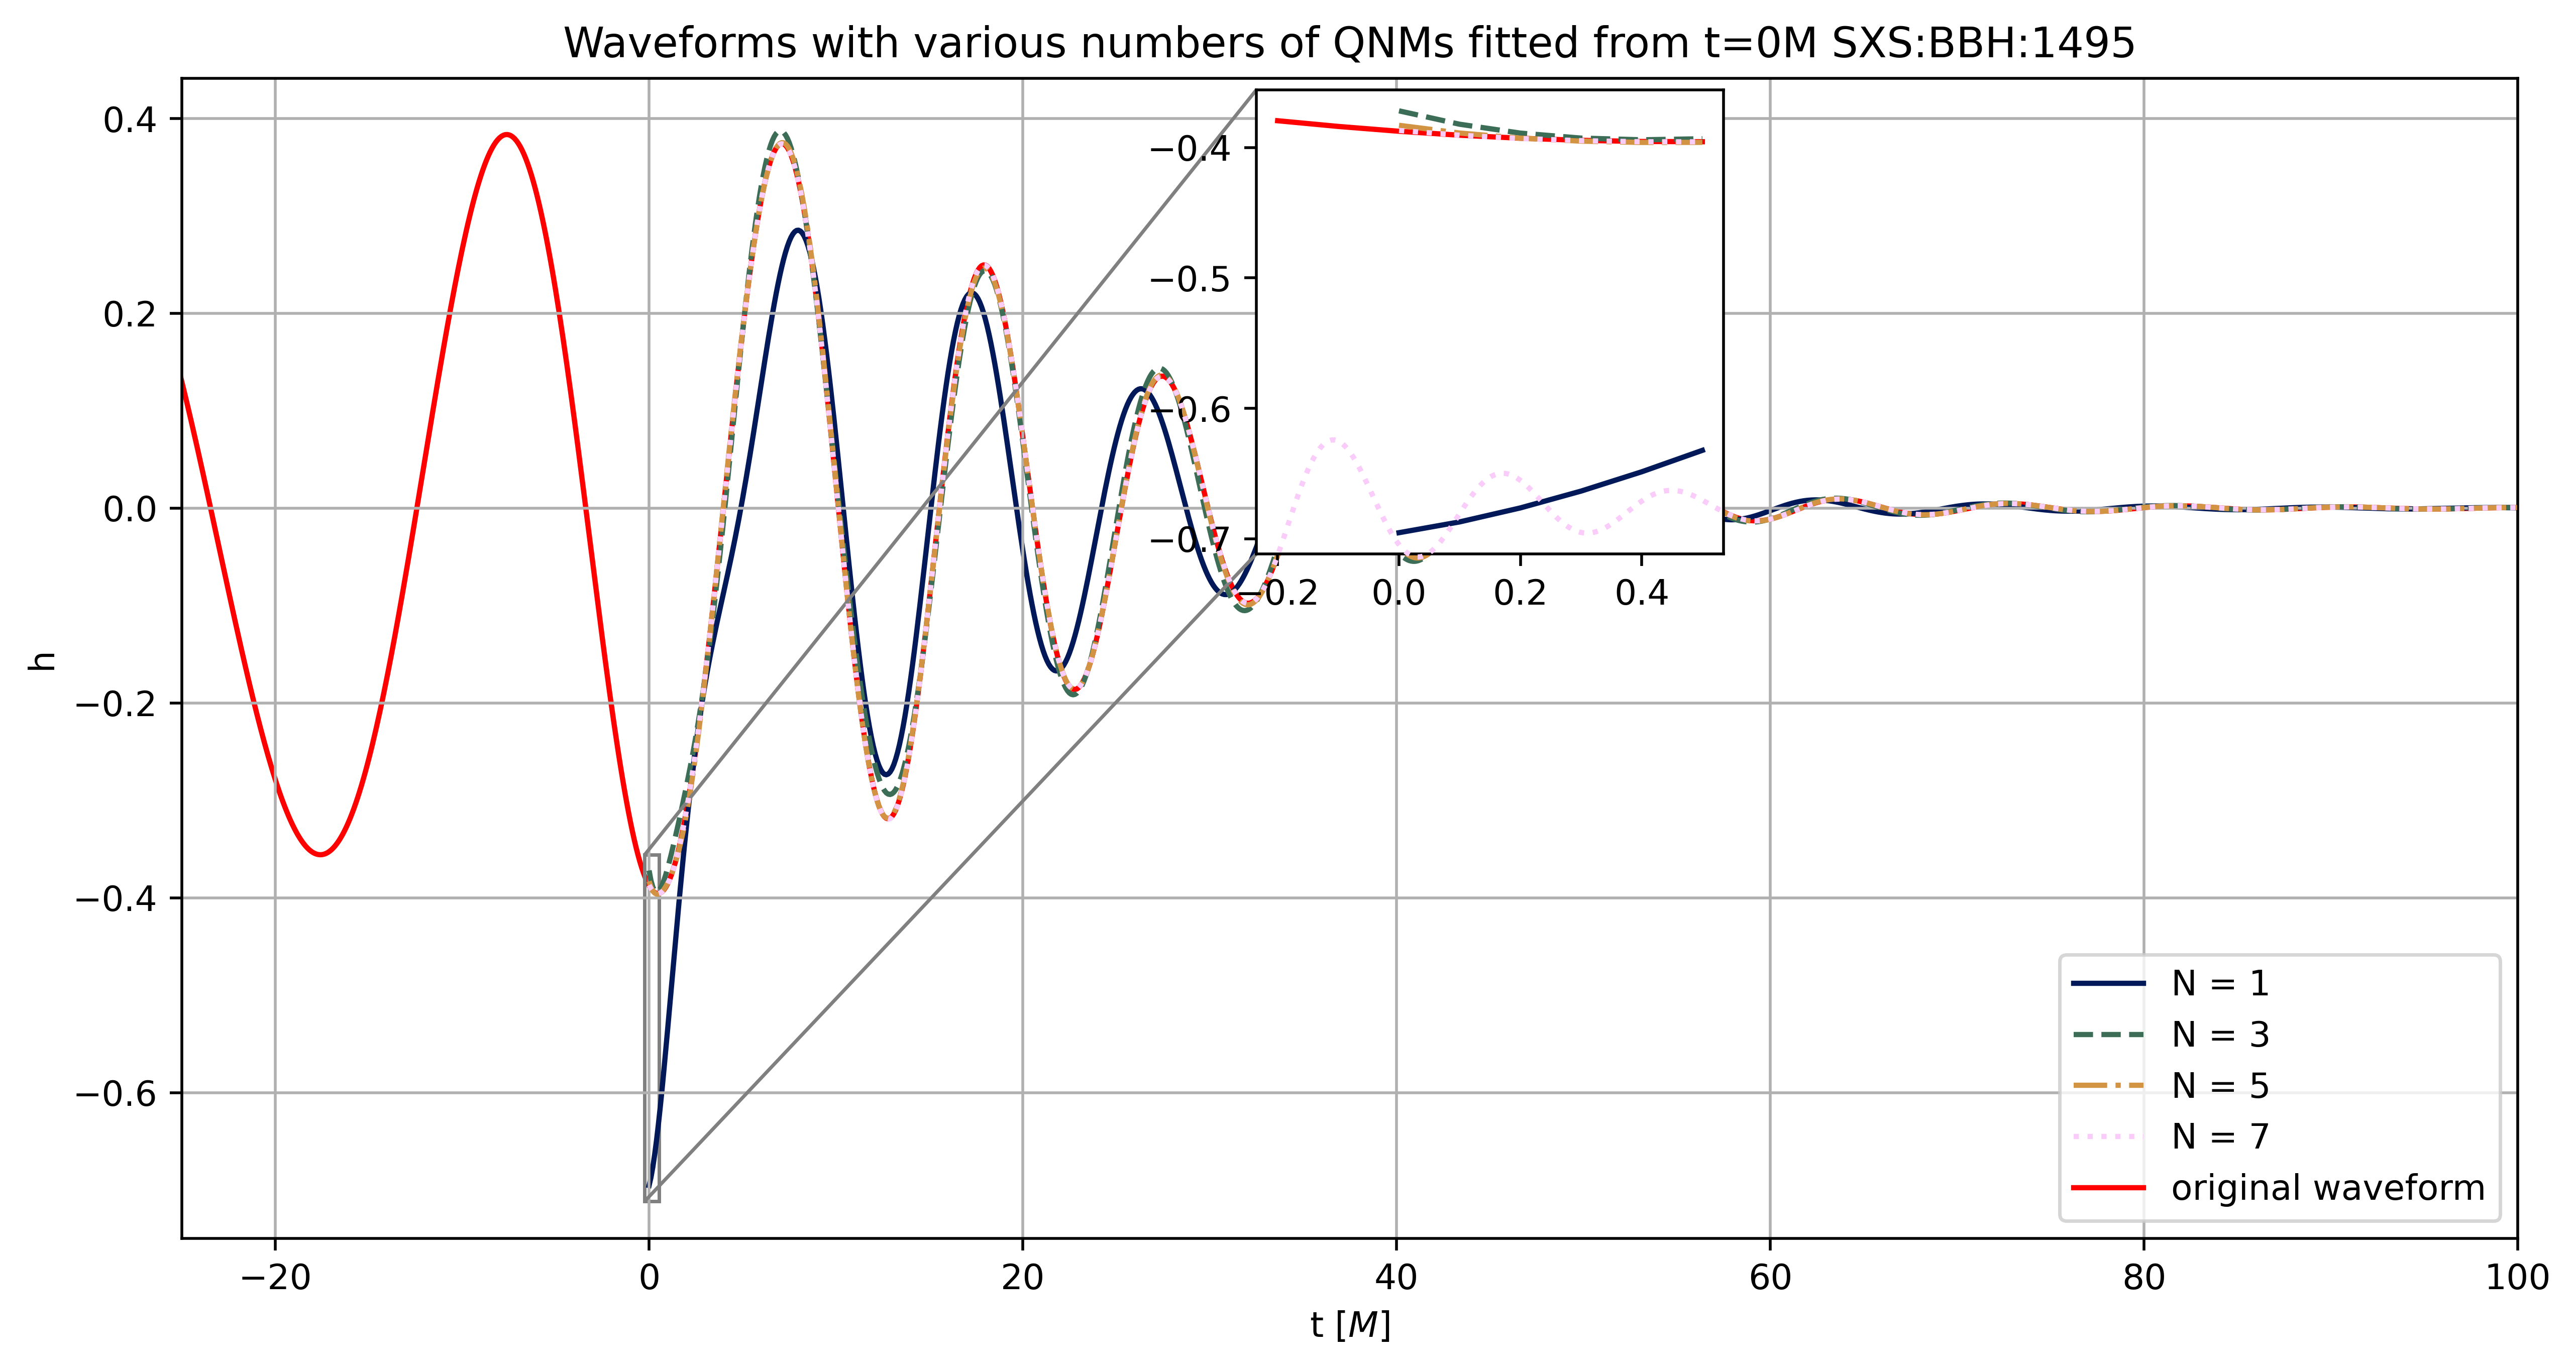 Waveforms with various numbers of QNMs fitted from t=0M SXS:BBH:1495
0.4
0.2
0.0
−0.2
−0.4
−0.6
h
−0.4
−0.5
−0.6
−0.7
−0.2 0.0 0.2 0.4
N = 1
N = 3
N = 5
N = 7
original waveform
−20 0 20 40 60 80 100
t [M]